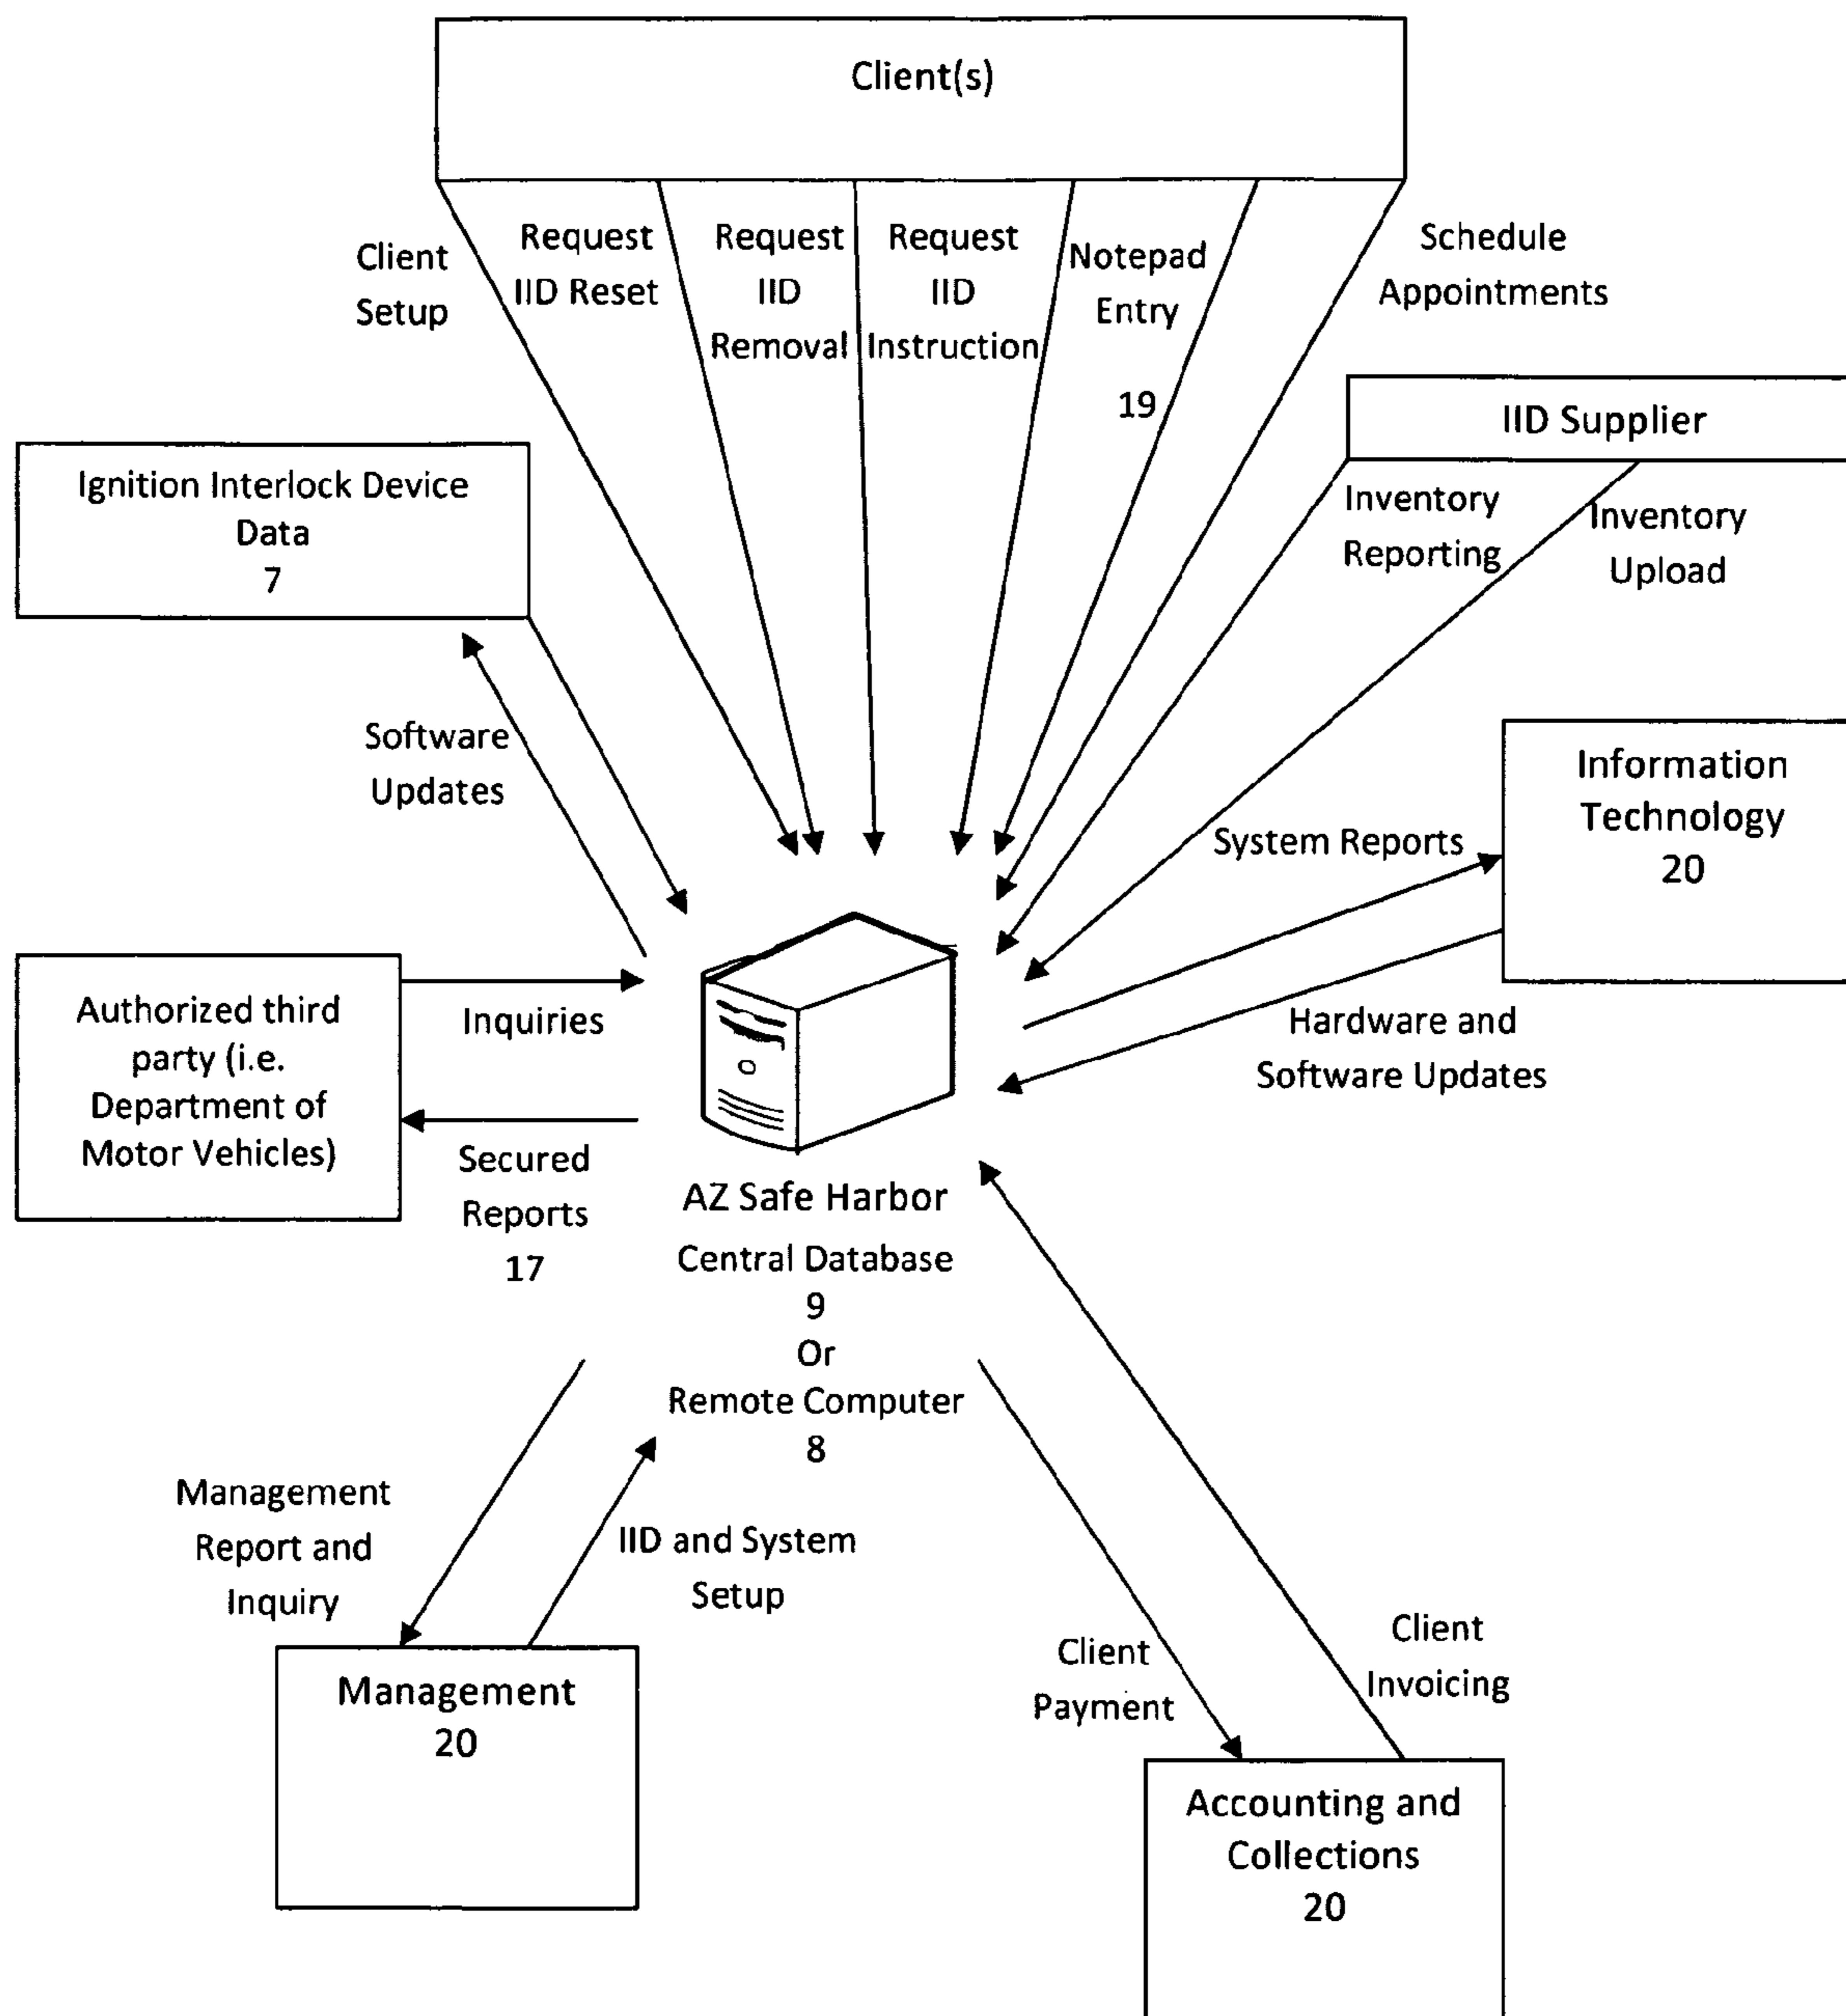 Client(s)
Client
Setup
Request
IID Reset
Request
IID
Removal
Request
IID
Instruction
Notepad
Entry
19
Schedule
Appointments
IID Supplier
Inventory
Reporting
Inventory
Upload
Ignition Interlock Device
Data
7
Software
Updates
Information
Technology
20
System Reports
Hardware and
Software Updates
Authorized third
party (i.e.
Department of
Motor Vehicles)
Inquiries
Secured
Reports
17
AZ Safe Harbor
Central Database
9
Or
Remote Computer
8
Management
Report and
Inquiry
IID and System
Setup
Management
20
Client
Payment
Client
Invoicing
Accounting and
Collections
20